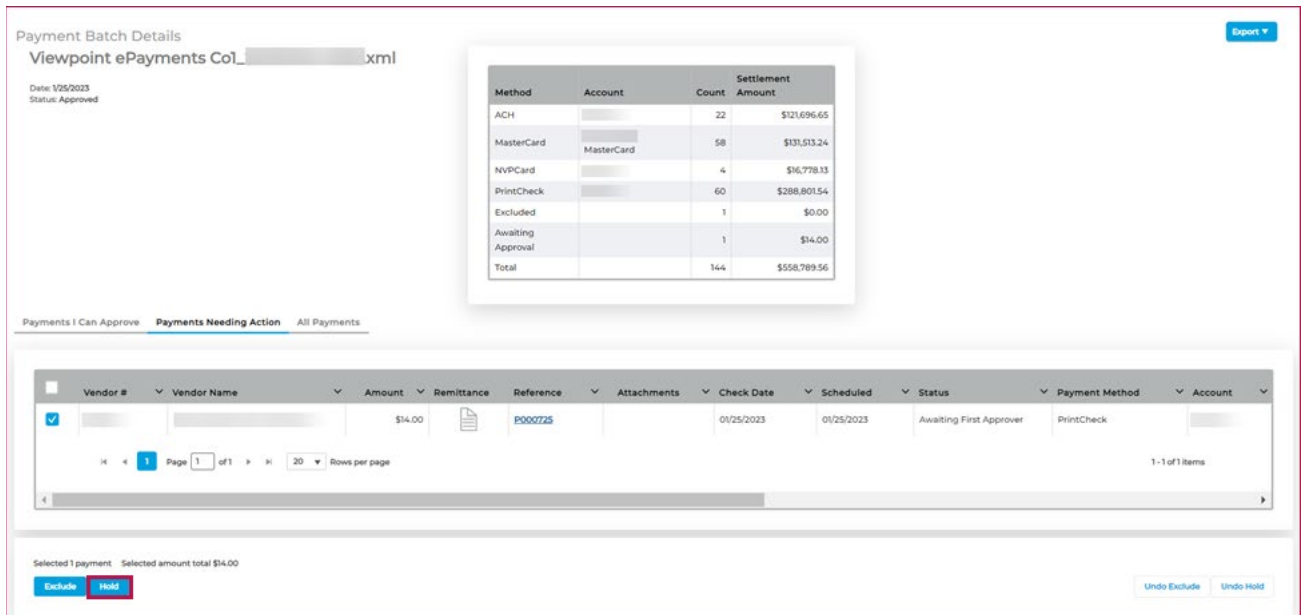 Payment Batch Details
Export ▼
Viewpoint ePayments Co1_ .xml
Date: 1/25/2023
Status: Approved
Method Account Count Settlement Amount
ACH 22 $121,696.65
MasterCard MasterCard 58 $131,513.24
NVPCard 4 $16,778.13
PrintCheck 60 $288,801.54
Excluded 1 $0.00
Awaiting Approval 1 $14.00
Total 144 $558,789.56
Payments I Can Approve Payments Needing Action All Payments
Vendor # Vendor Name Amount Remittance Reference Attachments Check Date Scheduled Status Payment Method Account
$14.00 P000725 01/25/2023 01/25/2023 Awaiting First Approver PrintCheck
1 Page 1 of 1 20 ▼ Rows per page 1 - 1 of 1 items
Selected 1 payment Selected amount total $14.00
Exclude Hold Undo Exclude Undo Hold